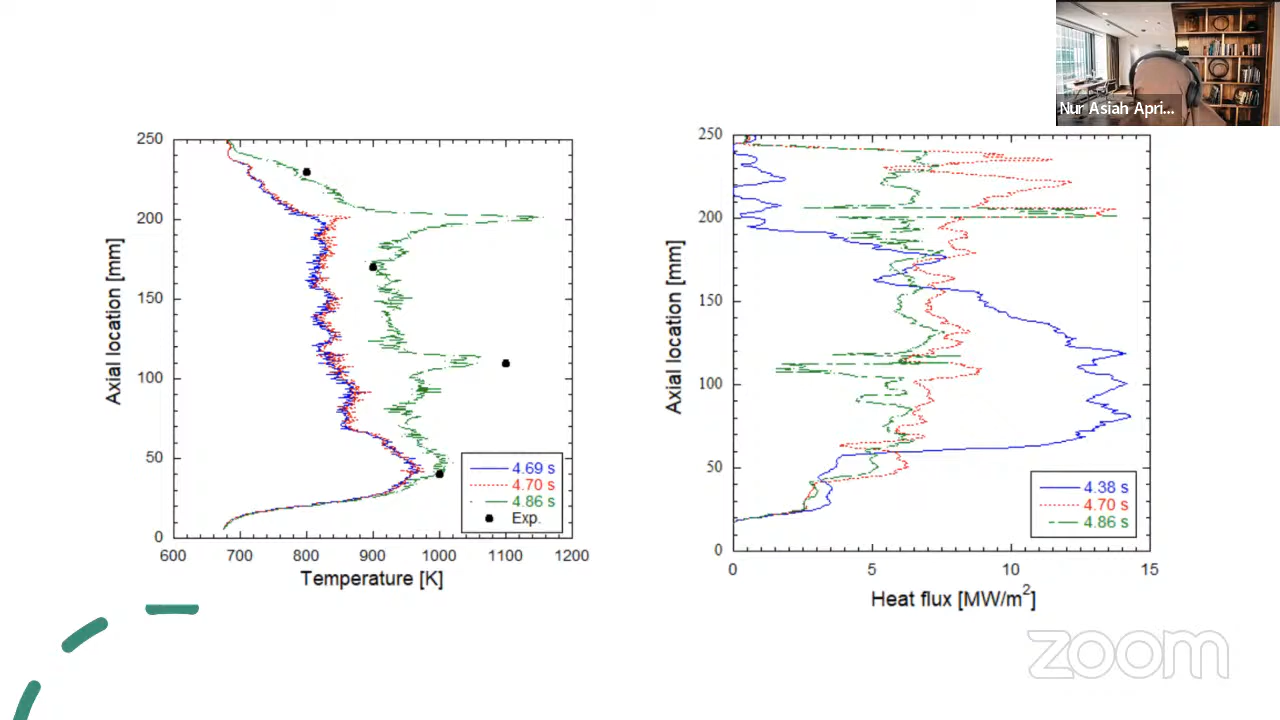 Nur Asiah Apri...
250
200
150
100
50
0
Axial location [mm]
600 700 800 900 1000 1100 1200
Temperature [K]
4.69 s
4.70 s
4.86 s
Exp.
250
200
150
100
50
0
Axial location [mm]
0 5 10 15
Heat flux [MW/m²]
4.38 s
4.70 s
4.86 s
zoom